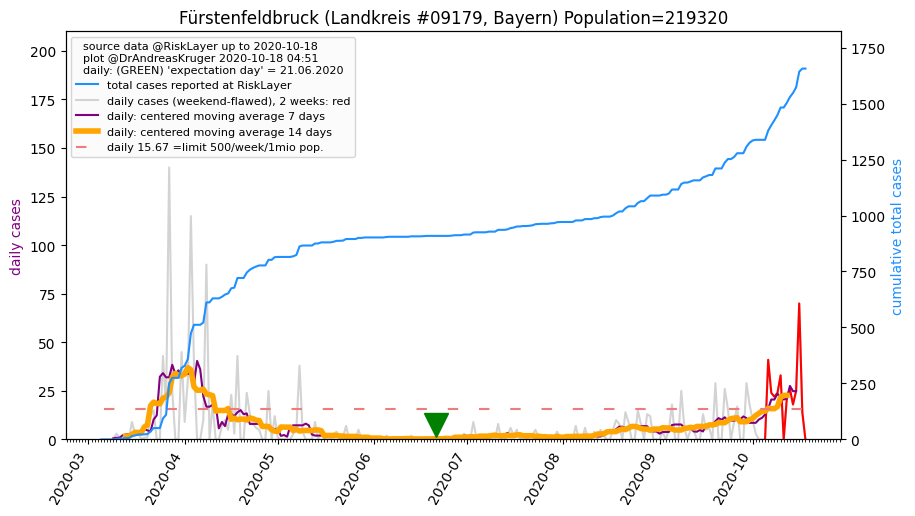 Fürstenfeldbruck (Landkreis #09179, Bayern) Population=219320
source data @RiskLayer up to 2020-10-18
plot @DrAndreasKruger 2020-10-18 04:51
daily: (GREEN) 'expectation day' = 21.06.2020
total cases reported at RiskLayer
daily cases (weekend-flawed), 2 weeks: red
daily: centered moving average 7 days
daily: centered moving average 14 days
daily 15.67 =limit 500/week/1mio pop.
daily cases
200
175
150
125
100
75
50
25
0
1750
1500
1250
1000
750
500
250
0
cumulative total cases
2020-03
2020-04
2020-05
2020-06
2020-07
2020-08
2020-09
2020-10